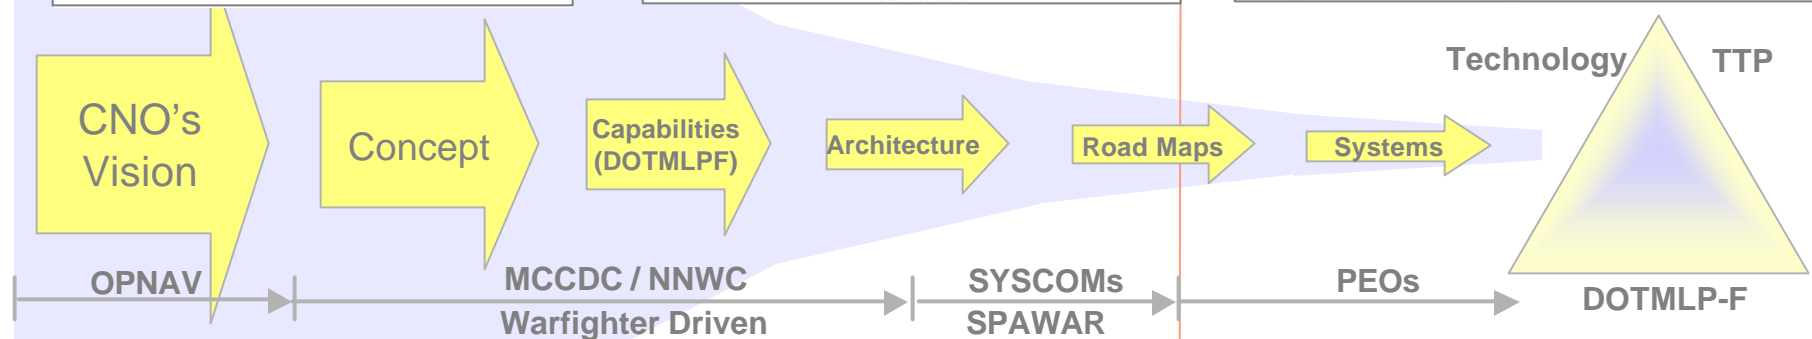 CNO's
Vision
Concept
Capabilities
(DOTMLPF)
Architecture
Road Maps
Systems
Technology
TTP
DOTMLP-F
OPNAV
MCCDC / NNWC
Warfighter Driven
SYSCOMs
SPAWAR
PEOs